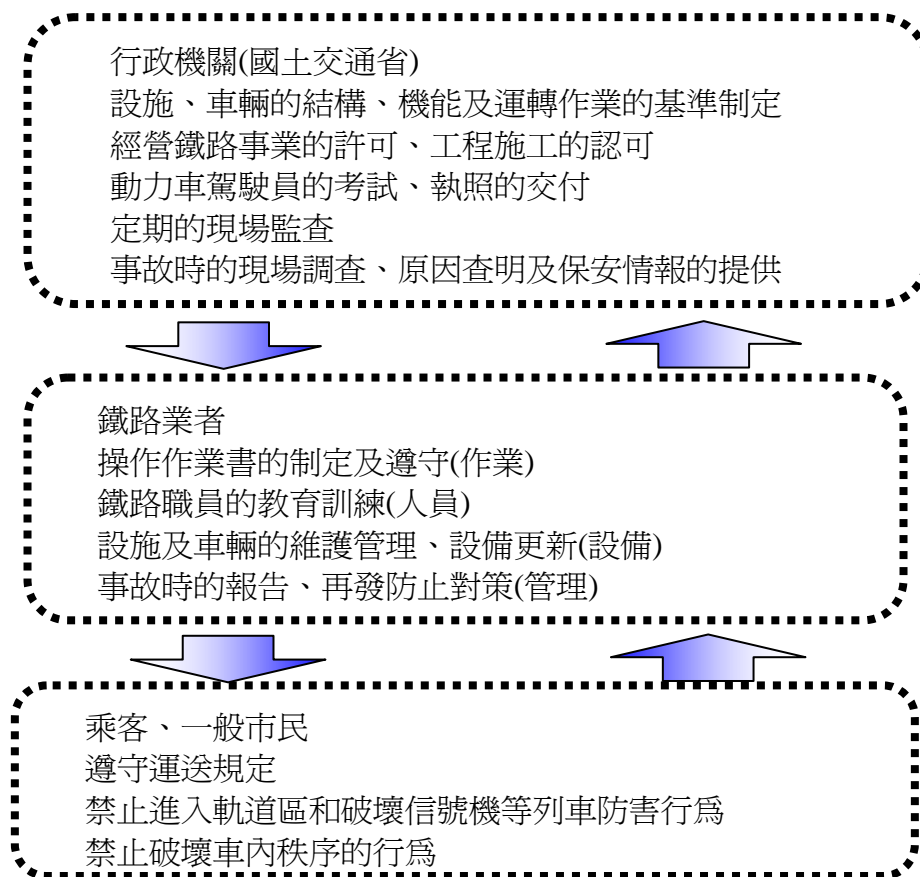 行政機關(國土交通省)
設施、車輛的結構、機能及運轉作業的基準制定
經營鐵路事業的許可、工程施工的認可
動力車駕駛員的考試、執照的交付
定期的現場監查
事故時的現場調查、原因查明及保安情報的提供
鐵路業者
操作作業書的制定及遵守(作業)
鐵路職員的教育訓練(人員)
設施及車輛的維護管理、設備更新(設備)
事故時的報告、再發防止對策(管理)
乘客、一般市民
遵守運送規定
禁止進入軌道區和破壞信號機等列車防害行為
禁止破壞車內秩序的行為